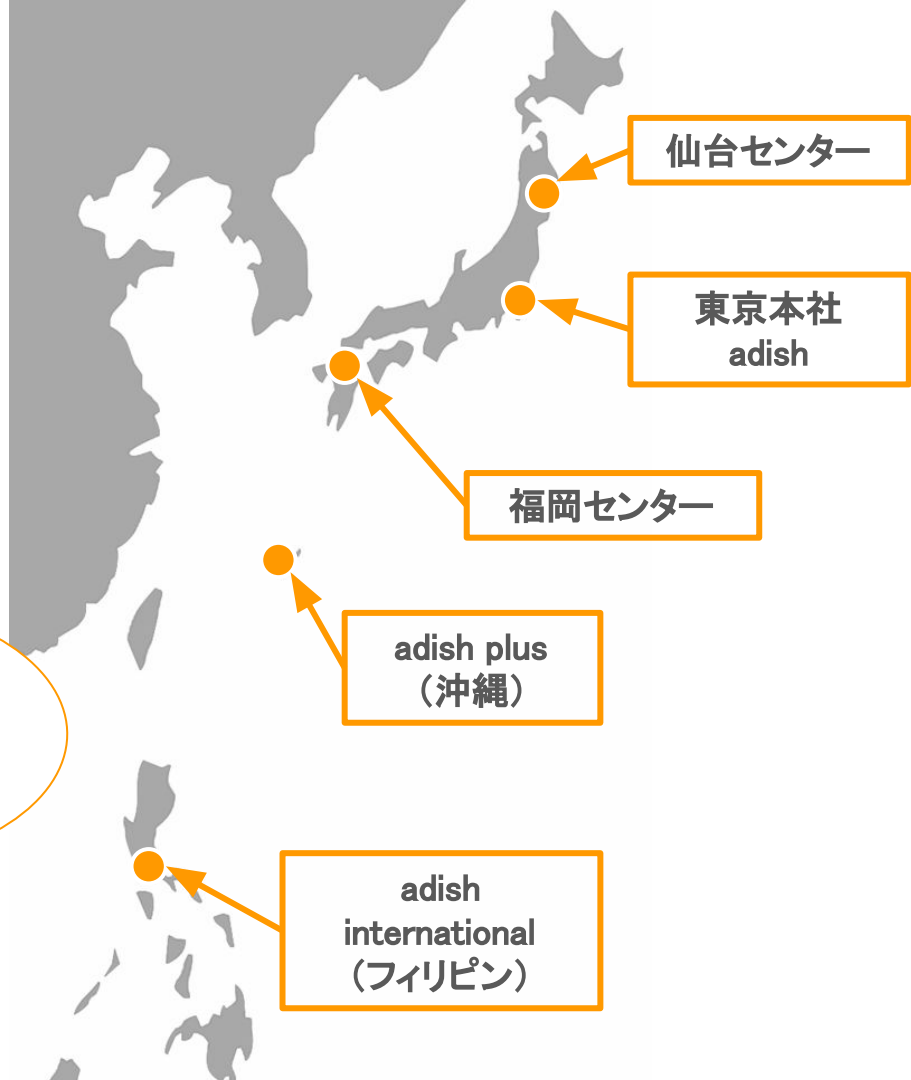 仙台センター
東京本社
adish
福岡センター
adish plus
（沖縄）
adish
international
（フィリピン）